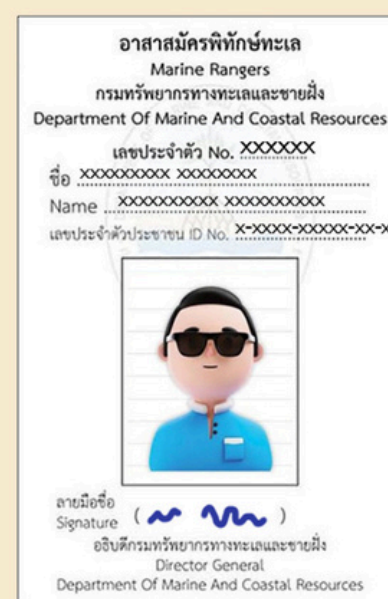 อาสาสมัครพิทักษ์ทะเล
Marine Rangers
กรมทรัพยากรทางทะเลและชายฝั่ง
Department Of Marine And Coastal Resources
เลขประจำตัว No. XXXXXX
ชื่อ XXXXXXXXX XXXXXXXX
Name XXXXXXXXXX XXXXXXXXXXX
เลขประจำตัวประชาชน ID No. X-XXXX-XXXXX-XX-X
ลายมือชื่อ
Signature ( )
อธิบดีกรมทรัพยากรทางทะเลและชายฝั่ง
Director General
Department Of Marine And Coastal Resources